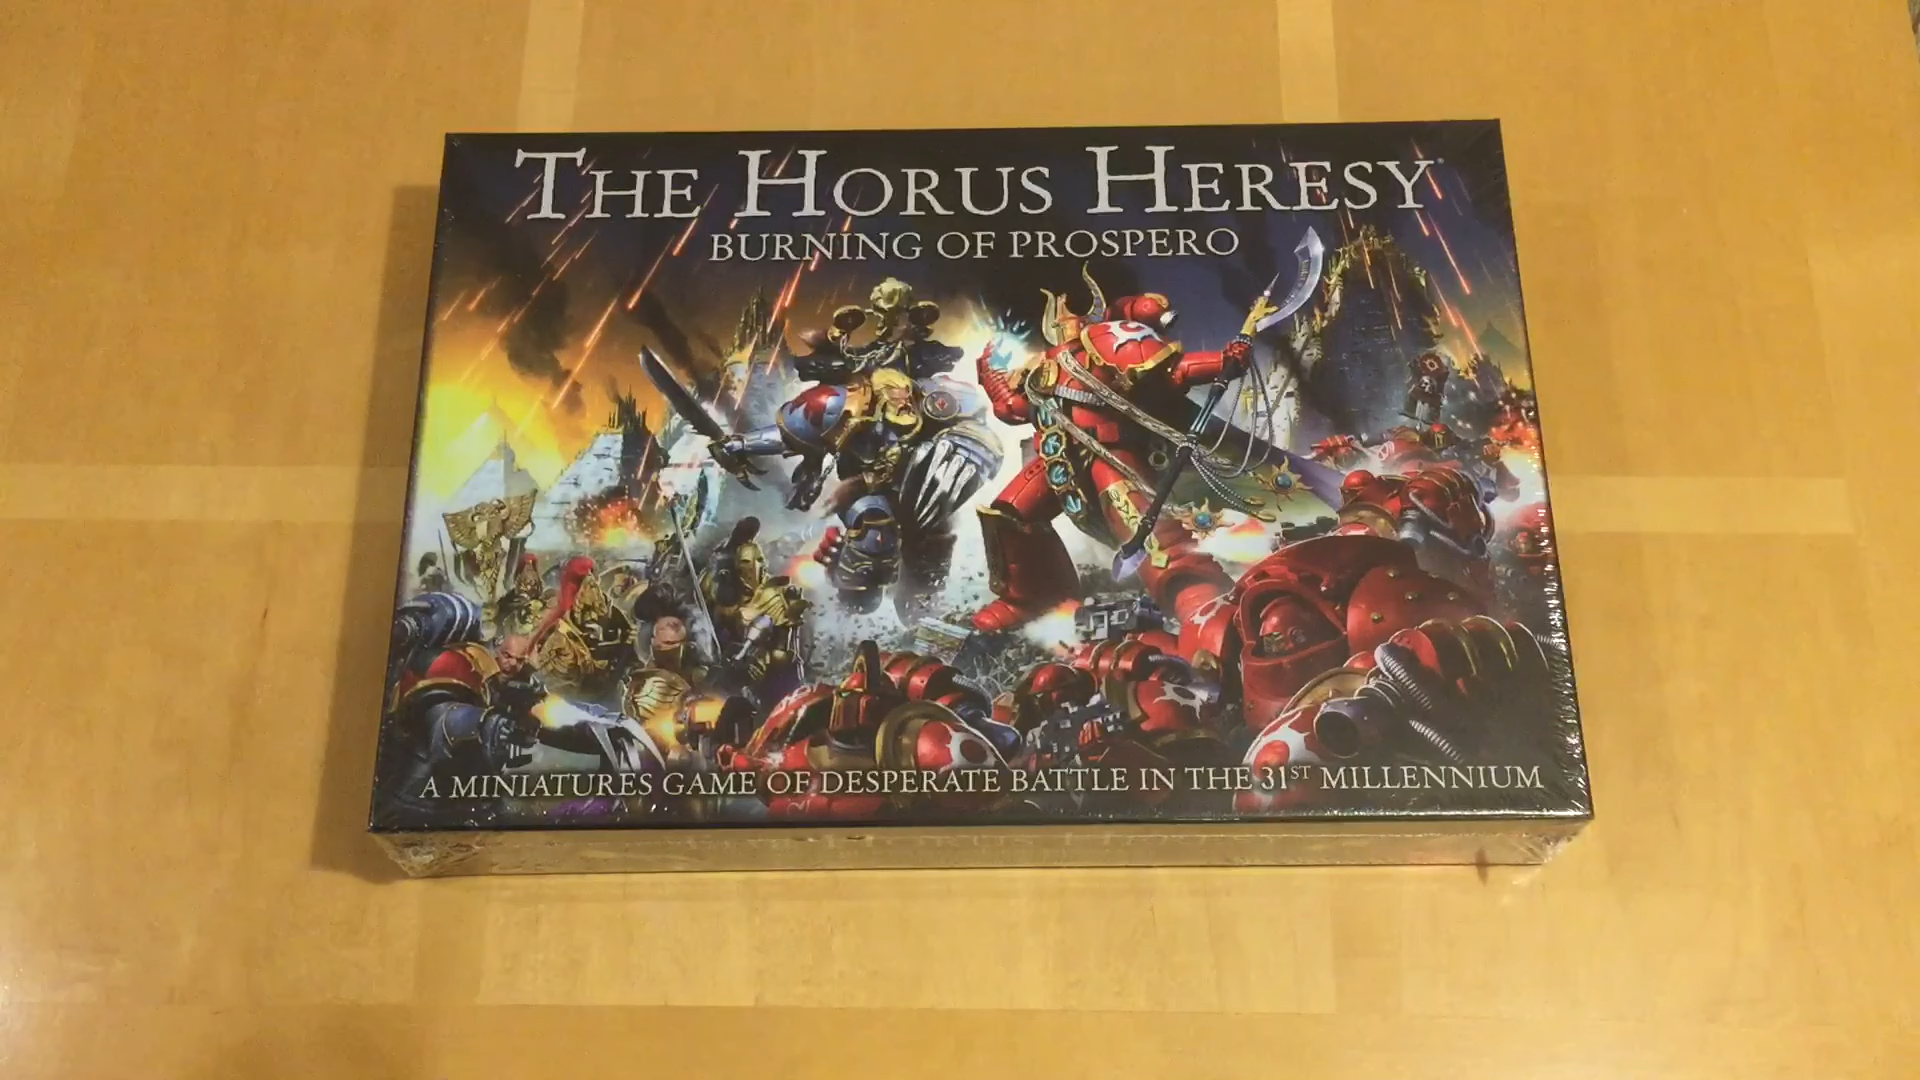 THE HORUS HERESY
BURNING OF PROSPERO
A MINIATURES GAME OF DESPERATE BATTLE IN THE 31ST MILLENNIUM